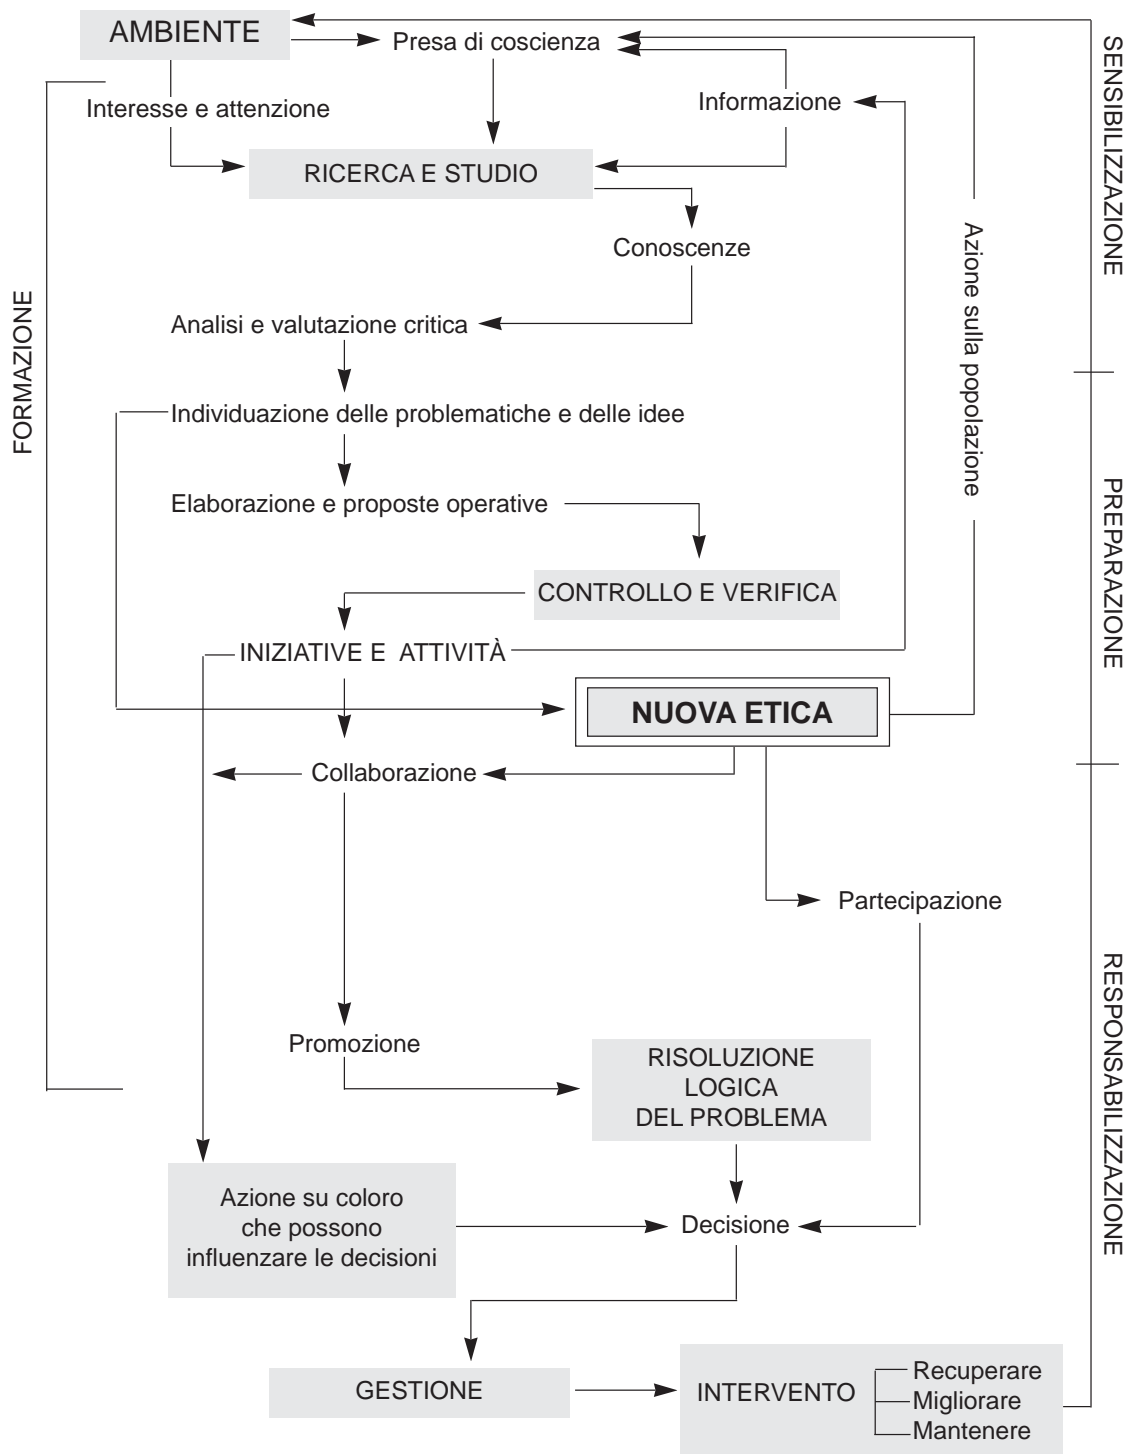 AMBIENTE
Presa di coscienza
Interesse e attenzione
Informazione
RICERCA E STUDIO
Conoscenze
Analisi e valutazione critica
Individuazione delle problematiche e delle idee
Elaborazione e proposte operative
CONTROLLO E VERIFICA
INIZIATIVE E ATTIVITÀ
NUOVA ETICA
Collaborazione
Partecipazione
Promozione
RISOLUZIONE
LOGICA
DEL PROBLEMA
Azione su coloro
che possono
influenzare le decisioni
Decisione
GESTIONE
INTERVENTO
Recuperare
Migliorare
Mantenere
FORMAZIONE
Azione sulla popolazione
SENSIBILIZZAZIONE
PREPARAZIONE
RESPONSABILIZZAZIONE